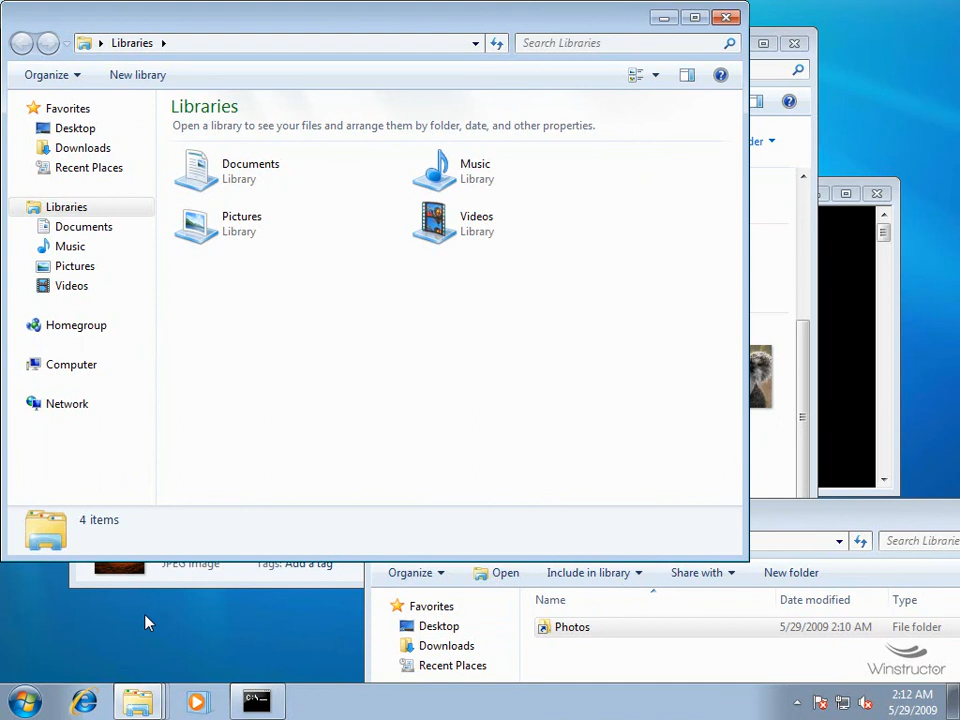 Libraries
Search Libraries
Organize
New library
Favorites
Desktop
Downloads
Recent Places
Libraries
Documents
Music
Pictures
Videos
Homegroup
Computer
Network
Libraries
Open a library to see your files and arrange them by folder, date, and other properties.
Documents
Library
Music
Library
Pictures
Library
Videos
Library
4 items
der
JPEG image
Tags: Add a tag
Search Librarie
Organize
Open
Include in library
Share with
New folder
Favorites
Desktop
Downloads
Recent Places
Name
Date modified
Type
Photos
5/29/2009 2:10 AM
File folder
Winstructor
C:\.
2:12 AM
5/29/2009